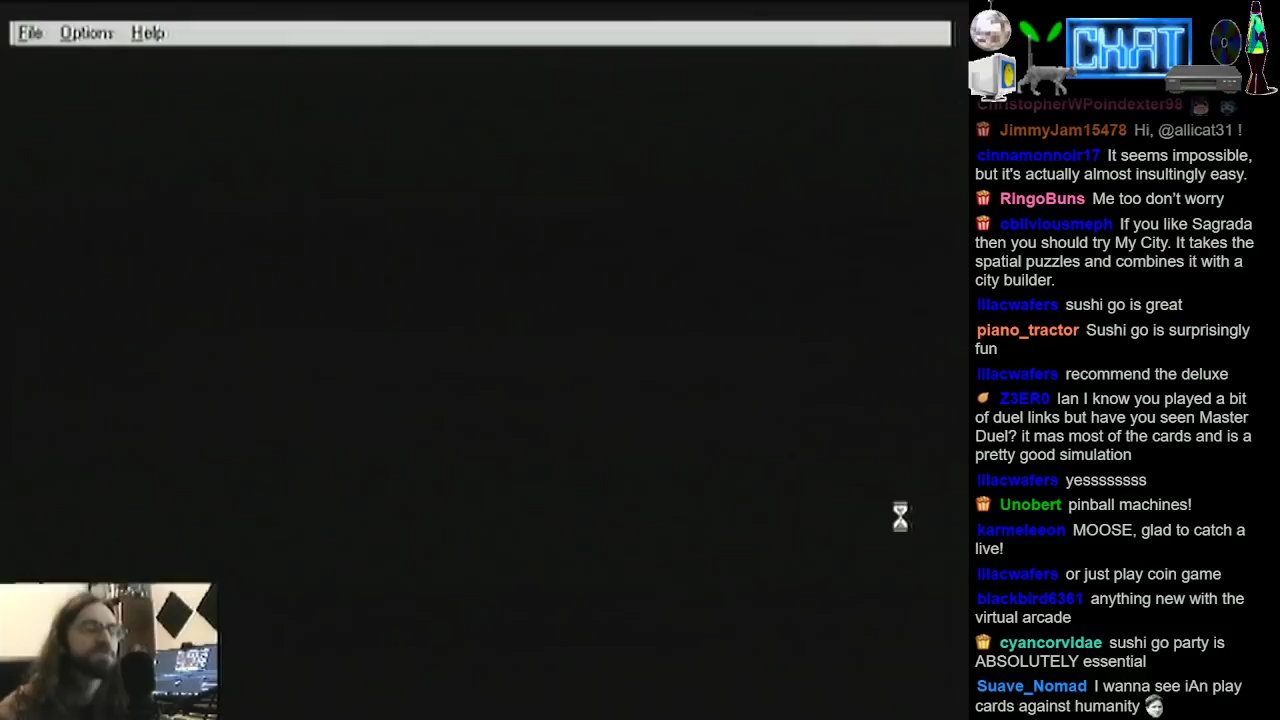 File Options Help
CHAT
ChristopherWPoindexter98
JimmyJam15478 Hi, @allicat31 !
cinnamonnoir17 It seems impossible,
but it's actually almost insultingly easy.
RingoBuns Me too don't worry
obliviousmeph If you like Sagrada
then you should try My City. It takes the
spatial puzzles and combines it with a
city builder.
lilacwafers sushi go is great
piano_tractor Sushi go is surprisingly
fun
lilacwafers recommend the deluxe
Z3ER0 Ian I know you played a bit
of duel links but have you seen Master
Duel? it mas most of the cards and is a
pretty good simulation
lilacwafers yesssssssss
Unobert pinball machines!
karmeleeon MOOSE, glad to catch a
live!
lilacwafers or just play coin game
blackbird6361 anything new with the
virtual arcade
cyancorvidae sushi go party is
ABSOLUTELY essential
Suave_Nomad I wanna see iAn play
cards against humanity